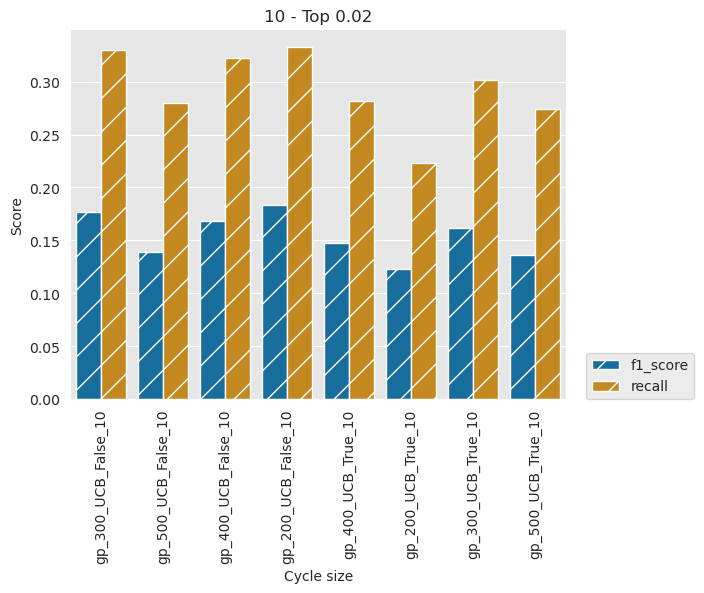 10 - Top 0.02
Score
0.30
0.25
0.20
0.15
0.10
0.05
0.00
gp_300_UCB_False_10
gp_500_UCB_False_10
gp_400_UCB_False_10
gp_200_UCB_False_10
gp_400_UCB_True_10
gp_200_UCB_True_10
gp_300_UCB_True_10
gp_500_UCB_True_10
Cycle size
f1_score
recall